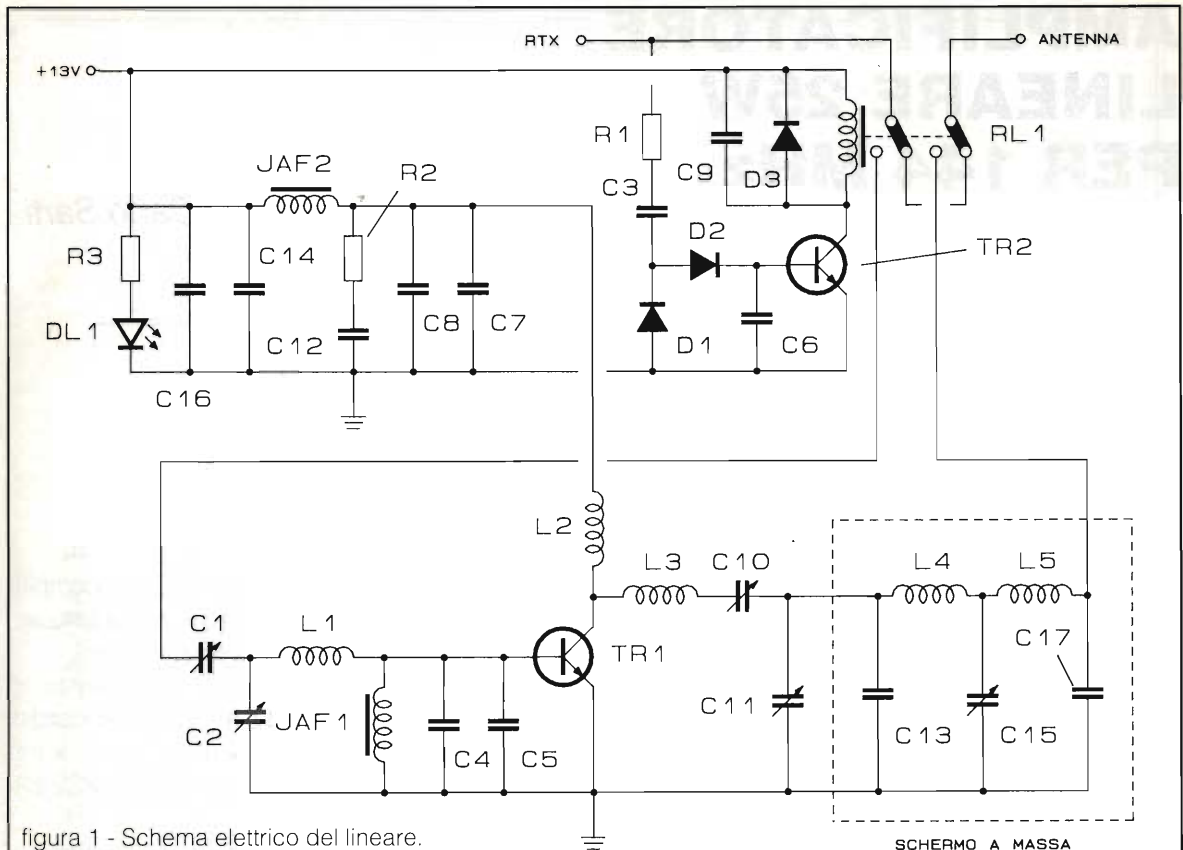 RTX
ANTENNA
+13V
R1
RL1
JAF2
R2
C9
D3
C3
D2
TR2
R3
C14
C8
C7
DL1
C12
D1
C6
C16
L2
L3
C10
L4
L5
C1
L1
TR1
C17
C2
JAF1
C4
C5
C11
C13
C15
figura 1 - Schema elettrico del lineare.
SCHERMO A MASSA